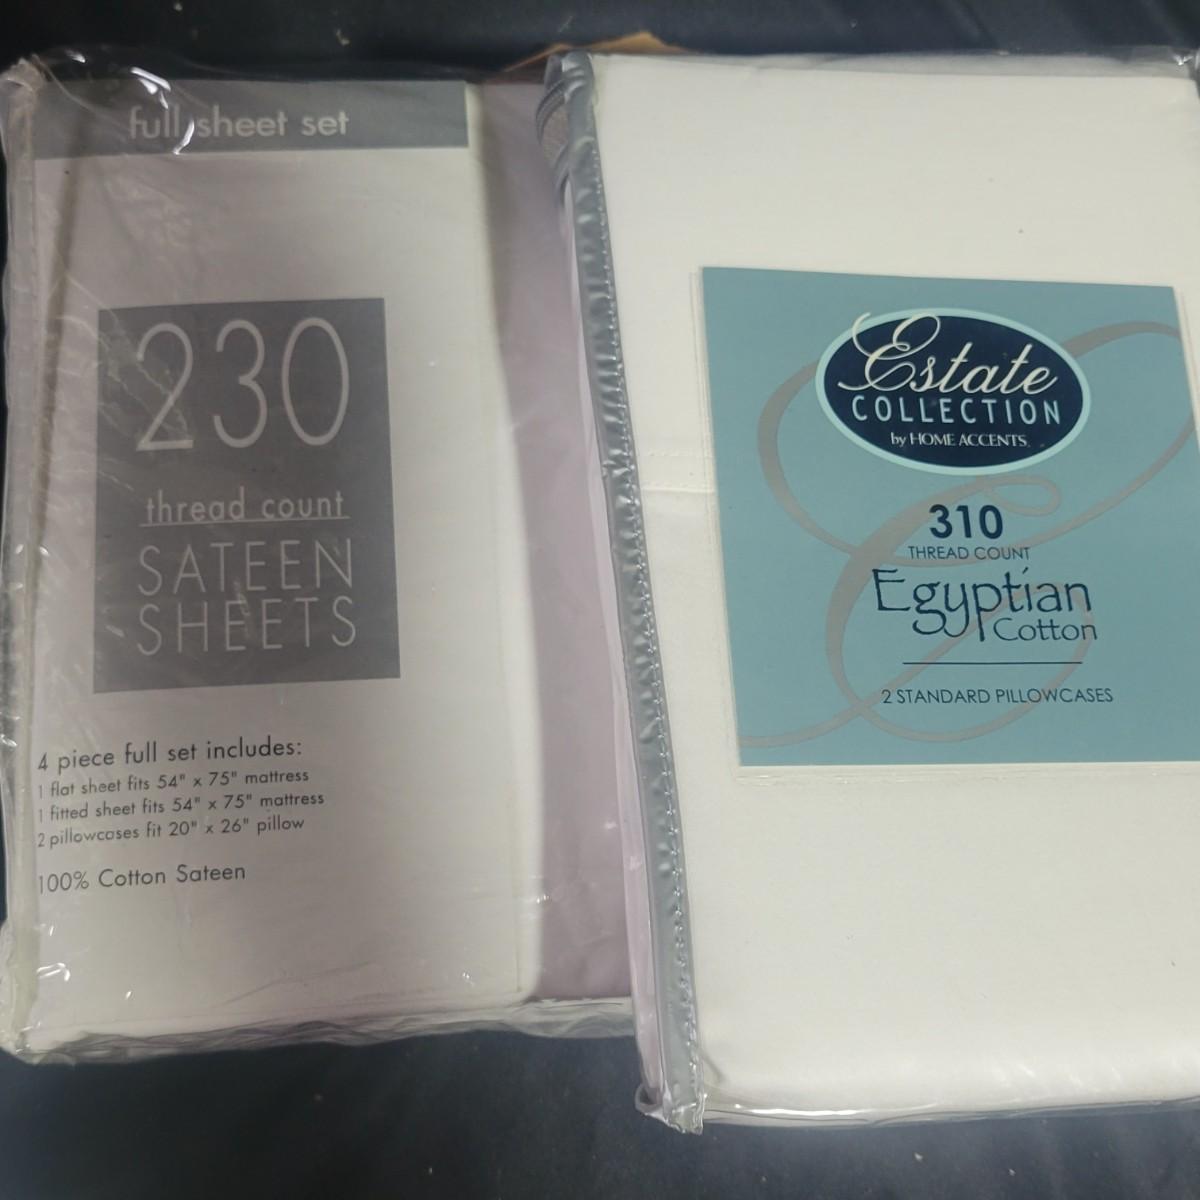 full sheet set
230
thread count
SATEEN
SHEETS
4 piece full set includes:
1 flat sheet fits 54" x 75" mattress
1 fitted sheet fits 54" x 75" mattress
2 pillowcases fit 20" x 26" pillow
100% Cotton Sateen
Estate
COLLECTION
by HOME ACCENTS
310
THREAD COUNT
Egyptian
Cotton
2 STANDARD PILLOWCASES